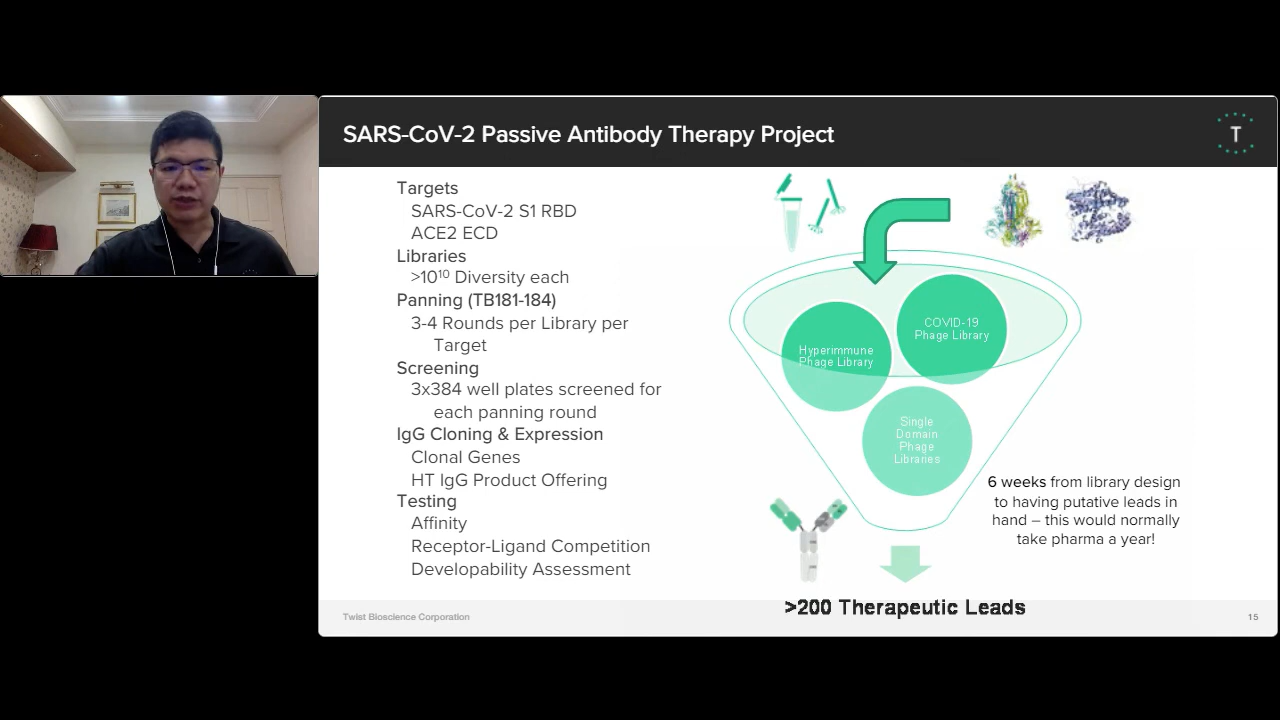 SARS-CoV-2 Passive Antibody Therapy Project
T
Targets
SARS-CoV-2 S1 RBD
ACE2 ECD
Libraries
>10¹⁰ Diversity each
Panning (TB181-184)
3-4 Rounds per Library per
Target
Screening
3x384 well plates screened for
each panning round
IgG Cloning & Expression
Clonal Genes
HT IgG Product Offering
Testing
Affinity
Receptor-Ligand Competition
Developability Assessment
COVID-19
Phage Library
Hyperimmune
Phage Library
Single
Domain
Phage
Libraries
6 weeks from library design
to having putative leads in
hand – this would normally
take pharma a year!
>200 Therapeutic Leads
Twist Bioscience Corporation
15